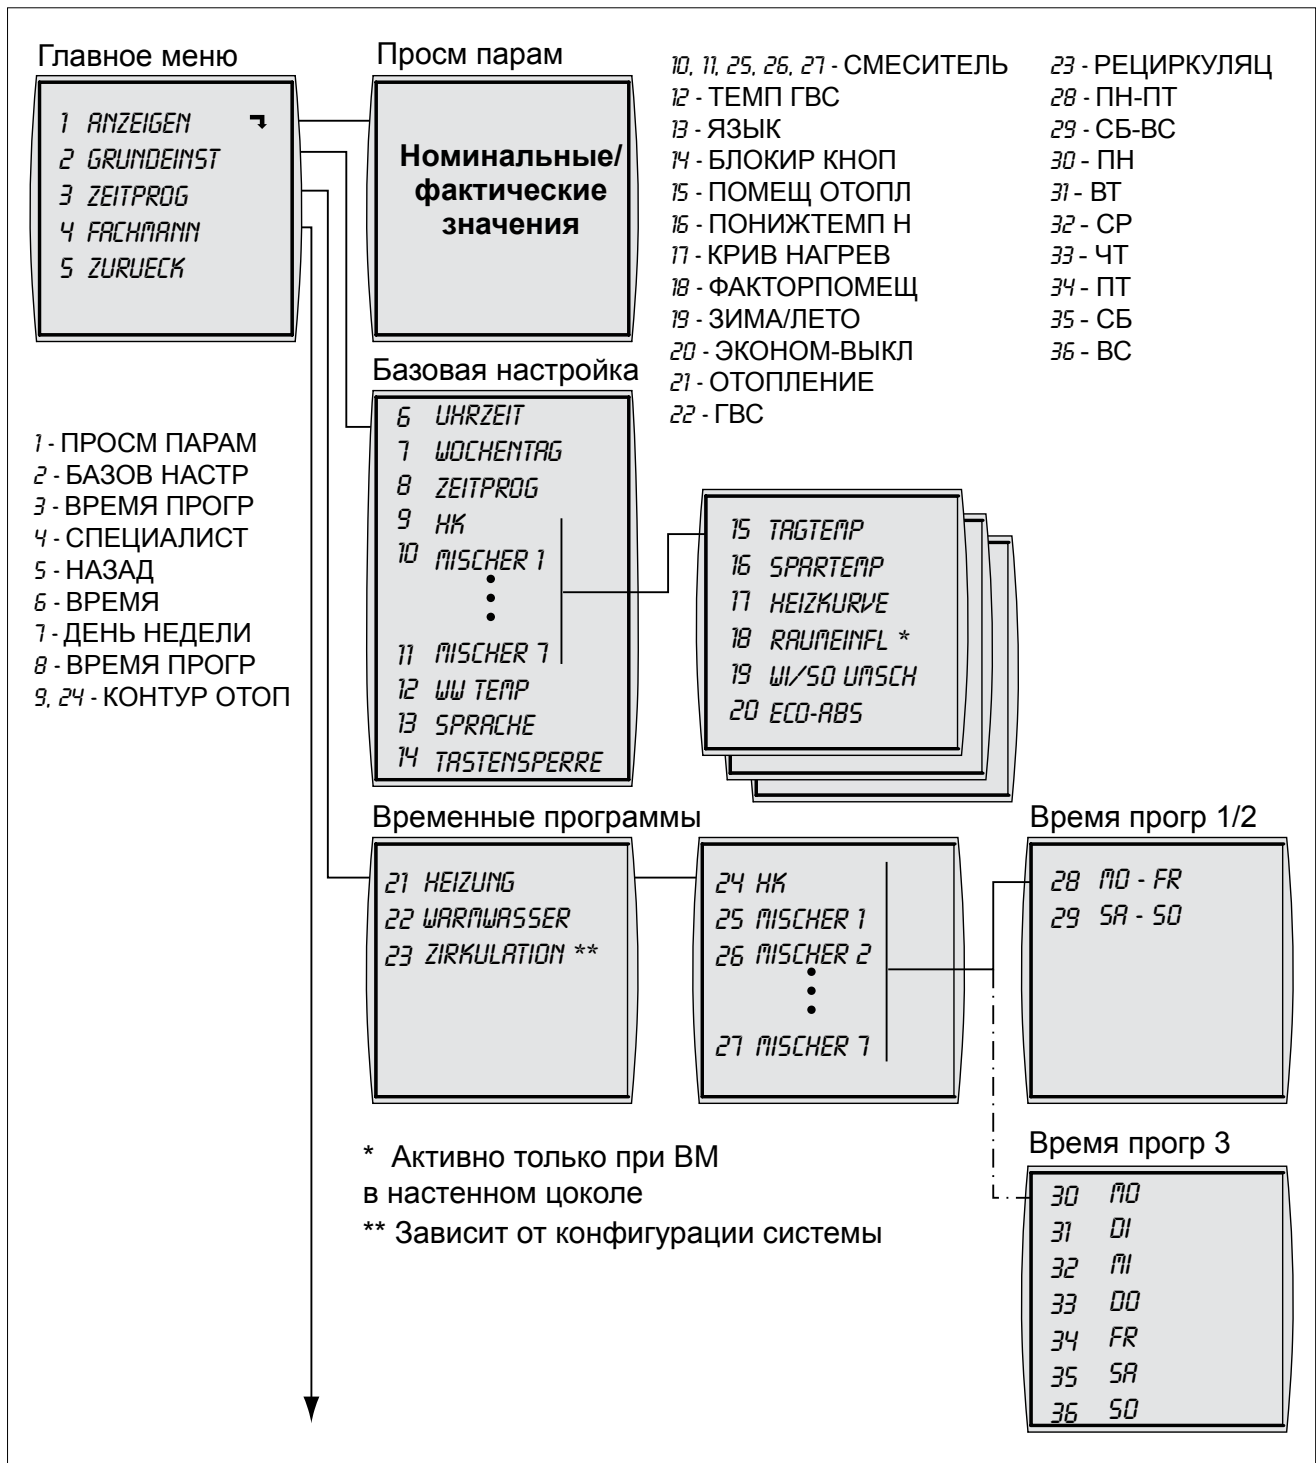 Главное меню
1 ANZEIGEN
2 GRUNDEINST
3 ZEITPROG
4 FACHMANN
5 ZURUECK
Просм парам
Номинальные/
фактические
значения
10, 11, 25, 26, 27 - СМЕСИТЕЛЬ
12 - ТЕМП ГВС
13 - ЯЗЫК
14 - БЛОКИР КНОП
15 - ПОМЕЩ ОТОПЛ
16 - ПОНИЖТЕМП Н
17 - КРИВ НАГРЕВ
18 - ФАКТОРПОМЕЩ
19 - ЗИМА/ЛЕТО
20 - ЭКОНОМ-ВЫКЛ
21 - ОТОПЛЕНИЕ
22 - ГВС
23 - РЕЦИРКУЛЯЦ
28 - ПН-ПТ
29 - СБ-ВС
30 - ПН
31 - ВТ
32 - СР
33 - ЧТ
34 - ПТ
35 - СБ
36 - ВС
1 - ПРОСМ ПАРАМ
2 - БАЗОВ НАСТР
3 - ВРЕМЯ ПРОГР
4 - СПЕЦИАЛИСТ
5 - НАЗАД
6 - ВРЕМЯ
7 - ДЕНЬ НЕДЕЛИ
8 - ВРЕМЯ ПРОГР
9, 24 - КОНТУР ОТОП
Базовая настройка
6 UHRZEIT
7 WOCHENTAG
8 ZEITPROG
9 HK
10 MISCHER 1
11 MISCHER 7
12 WW TEMP
13 SPRACHE
14 TASTENSPERRE
15 TAGTEMP
16 SPARTEMP
17 HEIZKURVE
18 RAUMEINFL *
19 WI/SO UMSCH
20 ECO-ABS
Временные программы
21 HEIZUNG
22 WARMWASSER
23 ZIRKULATION **
24 HK
25 MISCHER 1
26 MISCHER 2
27 MISCHER 7
Время прогр 1/2
28 MO - FR
29 SA - SO
Время прогр 3
30 MO
31 DI
32 MI
33 DO
34 FR
35 SA
36 SO
* Активно только при ВМ
в настенном цоколе
** Зависит от конфигурации системы